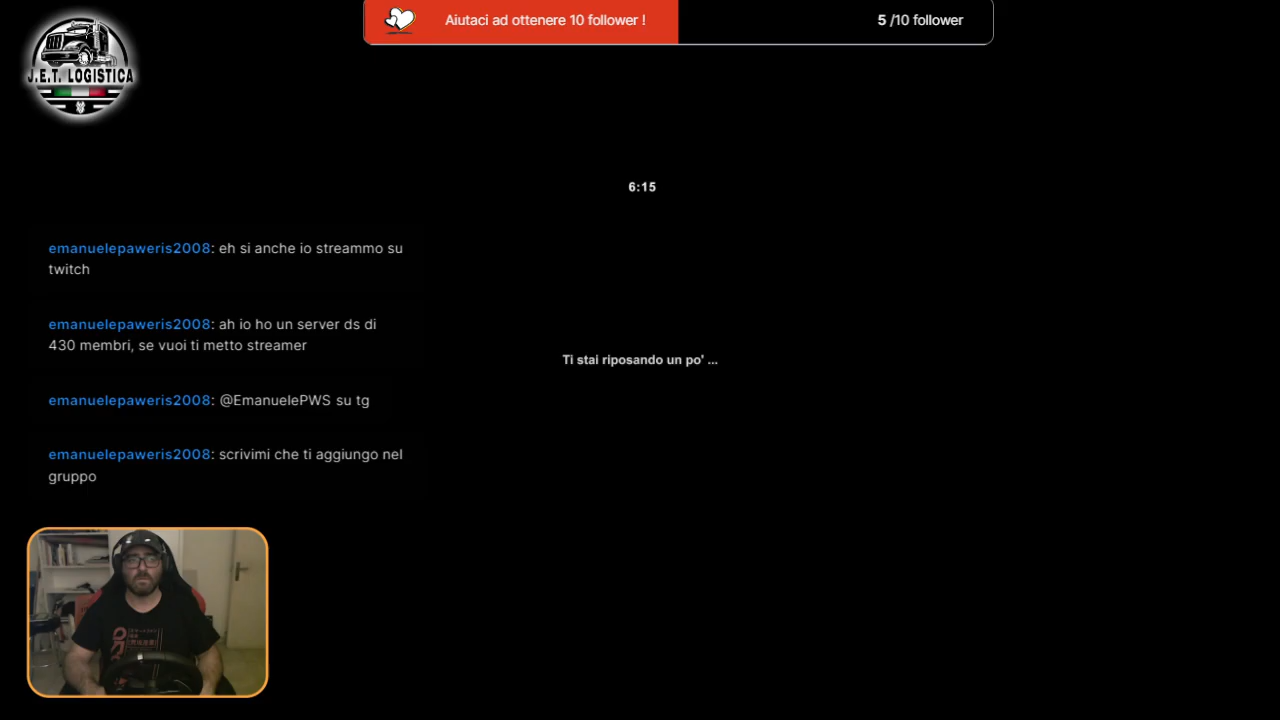 Aiutaci ad ottenere 10 follower !
5 /10 follower
J.E.T. LOGISTICA
6:15
emanuelepaweris2008: eh si anche io streammo su
twitch
emanuelepaweris2008: ah io ho un server ds di
430 membri, se vuoi ti metto streamer
Ti stai riposando un po' ...
emanuelepaweris2008: @EmanuelePWS su tg
emanuelepaweris2008: scrivimi che ti aggiungo nel
gruppo